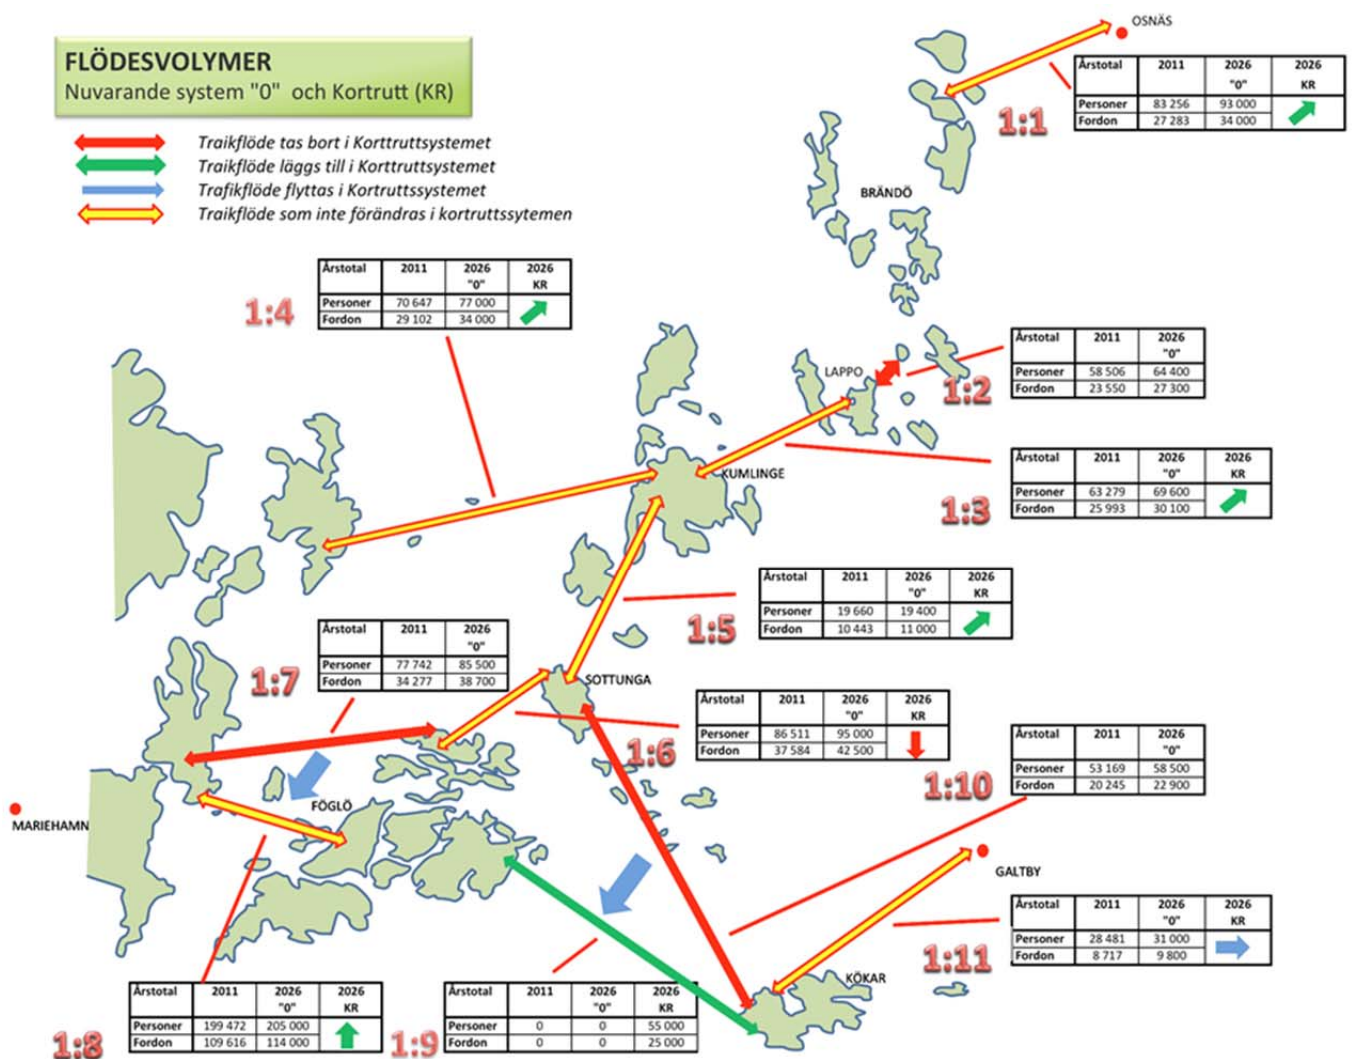 FLÖDESVOLYMER
Nuvarande system "0" och Kortrutt (KR)
Traikflöde tas bort i Korttruttsystemet
Traikflöde läggs till i Korttruttsystemet
Trafikflöde flyttas i Kortruttssystemet
Traikflöde som inte förändras i kortruttssytemen
OSNÄS
1:1
Årstotal 2011 2026 "0" 2026 KR
Personer 83 256 93 000
Fordon 27 283 34 000
BRÄNDÖ
1:4
Årstotal 2011 2026 "0" 2026 KR
Personer 70 647 77 000
Fordon 29 102 34 000
LAPPO
1:2
Årstotal 2011 2026 "0"
Personer 58 506 64 400
Fordon 23 550 27 300
KUMLINGE
1:3
Årstotal 2011 2026 "0" 2026 KR
Personer 63 279 69 600
Fordon 25 993 30 100
1:5
Årstotal 2011 2026 "0" 2026 KR
Personer 19 660 19 400
Fordon 10 443 11 000
1:7
Årstotal 2011 2026 "0"
Personer 77 742 85 500
Fordon 34 277 38 700
SOTTUNGA
1:6
Årstotal 2011 2026 "0" 2026 KR
Personer 86 511 95 000
Fordon 37 584 42 500
1:10
Årstotal 2011 2026 "0"
Personer 53 169 58 500
Fordon 20 245 22 900
MARIEHAMN
FÖGLÖ
GALTBY
1:11
Årstotal 2011 2026 "0" 2026 KR
Personer 28 481 31 000
Fordon 8 717 9 800
KÖKAR
1:8
Årstotal 2011 2026 "0" 2026 KR
Personer 199 472 205 000
Fordon 109 616 114 000
1:9
Årstotal 2011 2026 "0" 2026 KR
Personer 0 0 55 000
Fordon 0 0 25 000